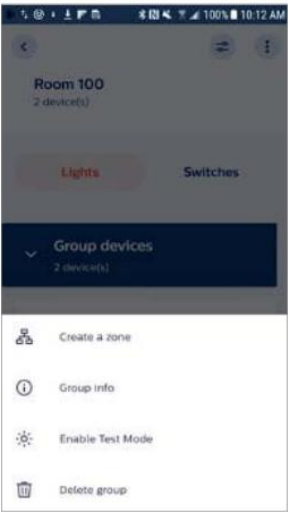 100% 10:12 AM
Room 100
2 device(s)
Lights
Switches
Group devices
2 device(s)
Create a zone
Group info
Enable Test Mode
Delete group